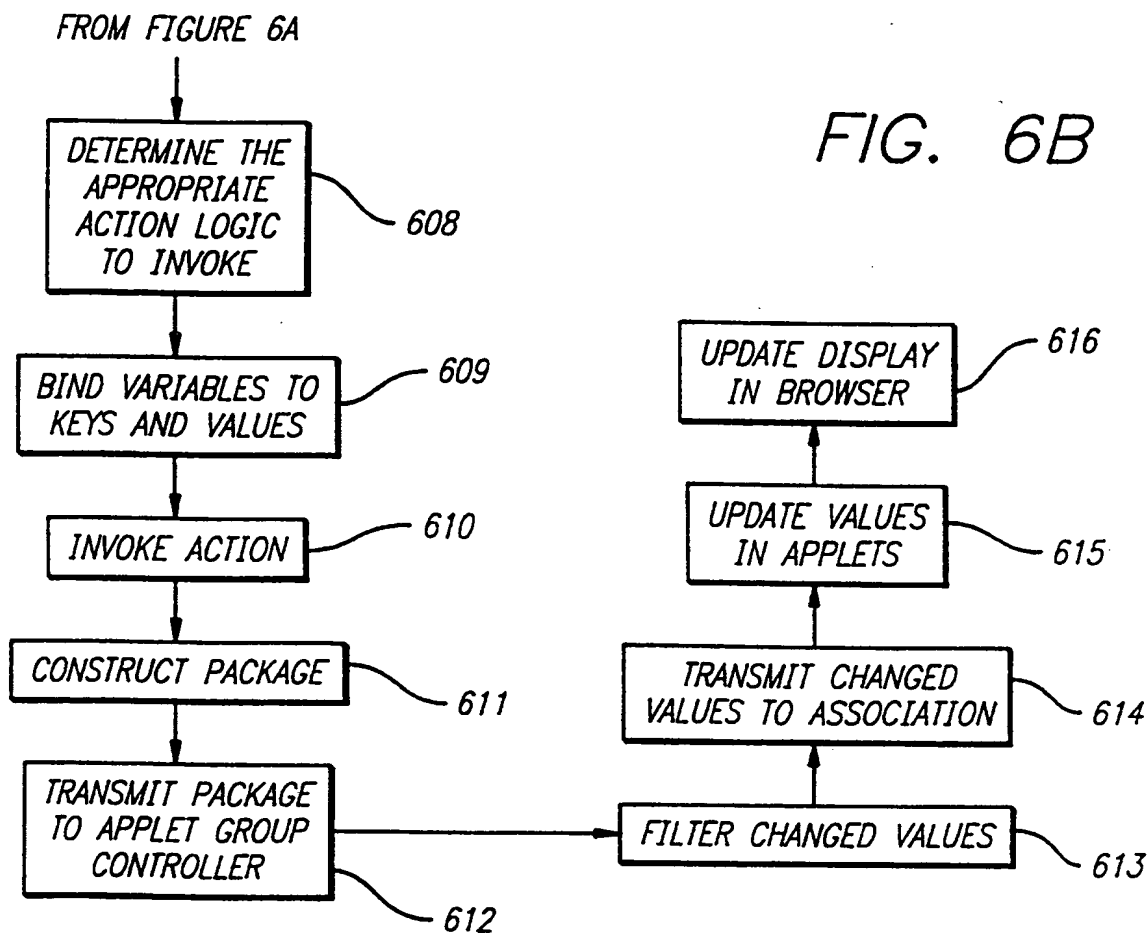 FROM FIGURE 6A
FIG. 6B
DETERMINE THE
APPROPRIATE
ACTION LOGIC
TO INVOKE
608
BIND VARIABLES TO
KEYS AND VALUES
609
INVOKE ACTION
610
CONSTRUCT PACKAGE
611
TRANSMIT PACKAGE
TO APPLET GROUP
CONTROLLER
612
FILTER CHANGED VALUES
613
TRANSMIT CHANGED
VALUES TO ASSOCIATION
614
UPDATE VALUES
IN APPLETS
615
UPDATE DISPLAY
IN BROWSER
616